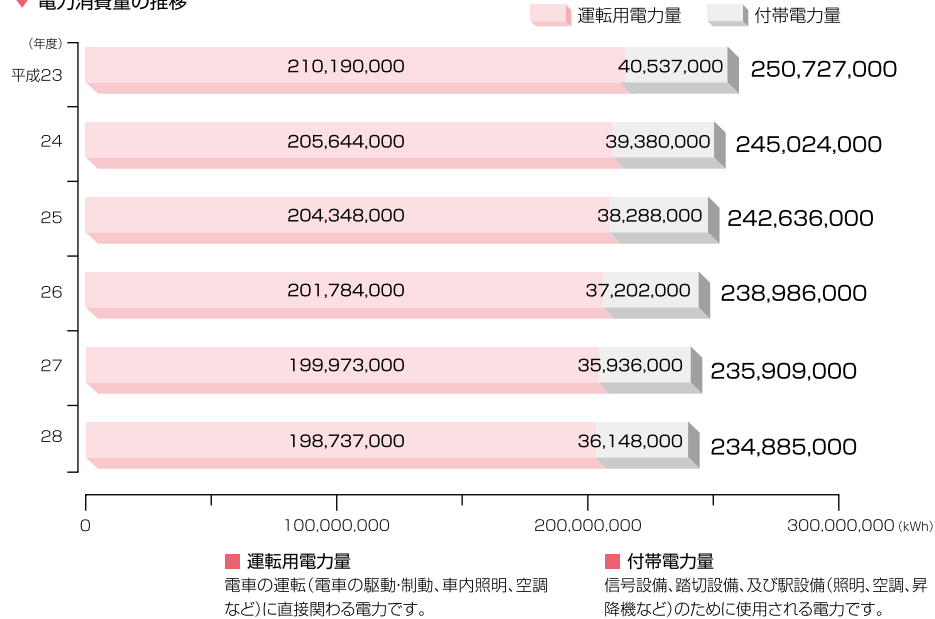 ▼ 電力消費量の推移
運転用電力量 付帯電力量
(年度)
平成23 210,190,000 40,537,000 250,727,000
24 205,644,000 39,380,000 245,024,000
25 204,348,000 38,288,000 242,636,000
26 201,784,000 37,202,000 238,986,000
27 199,973,000 35,936,000 235,909,000
28 198,737,000 36,148,000 234,885,000
0 100,000,000 200,000,000 300,000,000 (kWh)
■ 運転用電力量
電車の運転(電車の駆動・制動、車内照明、空調
など)に直接関わる電力です。
■ 付帯電力量
信号設備、踏切設備、及び駅設備(照明、空調、昇
降機など)のために使用される電力です。